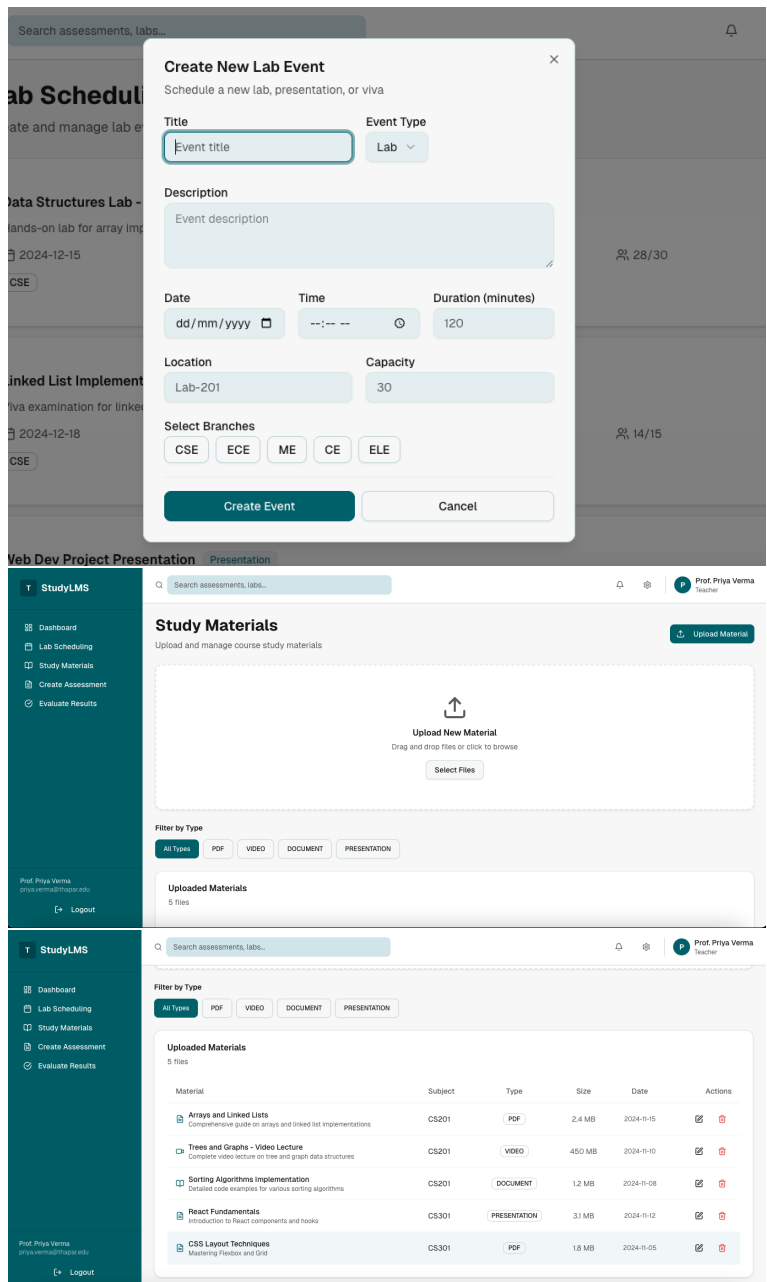 Search assessments, labs...
Create New Lab Event
Schedule a new lab, presentation, or viva
ab Scheduli
eate and manage lab e
Title Event Type
Event title Lab
Description
Event description
Data Structures Lab -
Hands-on lab for array imp
2024-12-15 28/30
CSE
Date Time Duration (minutes)
dd/mm/yyyy --:-- -- 120
Location Capacity
Lab-201 30
Linked List Implement
Viva examination for linked
2024-12-18 14/15
CSE
Select Branches
CSE ECE ME CE ELE
Create Event Cancel
Web Dev Project Presentation Presentation
T StudyLMS Search assessments, labs... P Prof. Priya Verma
Teacher
Dashboard
Lab Scheduling
Study Materials
Create Assessment
Evaluate Results
Study Materials
Upload and manage course study materials
Upload Material
Upload New Material
Drag and drop files or click to browse
Select Files
Filter by Type
All Types PDF VIDEO DOCUMENT PRESENTATION
Uploaded Materials
5 files
Prof. Priya Verma
priya.verma@thapar.edu
Logout
T StudyLMS Search assessments, labs... P Prof. Priya Verma
Teacher
Dashboard
Lab Scheduling
Study Materials
Create Assessment
Evaluate Results
Filter by Type
All Types PDF VIDEO DOCUMENT PRESENTATION
Uploaded Materials
5 files
Material Subject Type Size Date Actions
Arrays and Linked Lists
Comprehensive guide on arrays and linked list implementations
CS201 PDF 2.4 MB 2024-11-15
Trees and Graphs - Video Lecture
Complete video lecture on tree and graph data structures
CS201 VIDEO 450 MB 2024-11-10
Sorting Algorithms Implementation
Detailed code examples for various sorting algorithms
CS201 DOCUMENT 1.2 MB 2024-11-08
React Fundamentals
Introduction to React components and hooks
CS301 PRESENTATION 3.1 MB 2024-11-12
CSS Layout Techniques
Mastering Flexbox and Grid
CS301 PDF 1.8 MB 2024-11-05
Prof. Priya Verma
priya.verma@thapar.edu
Logout